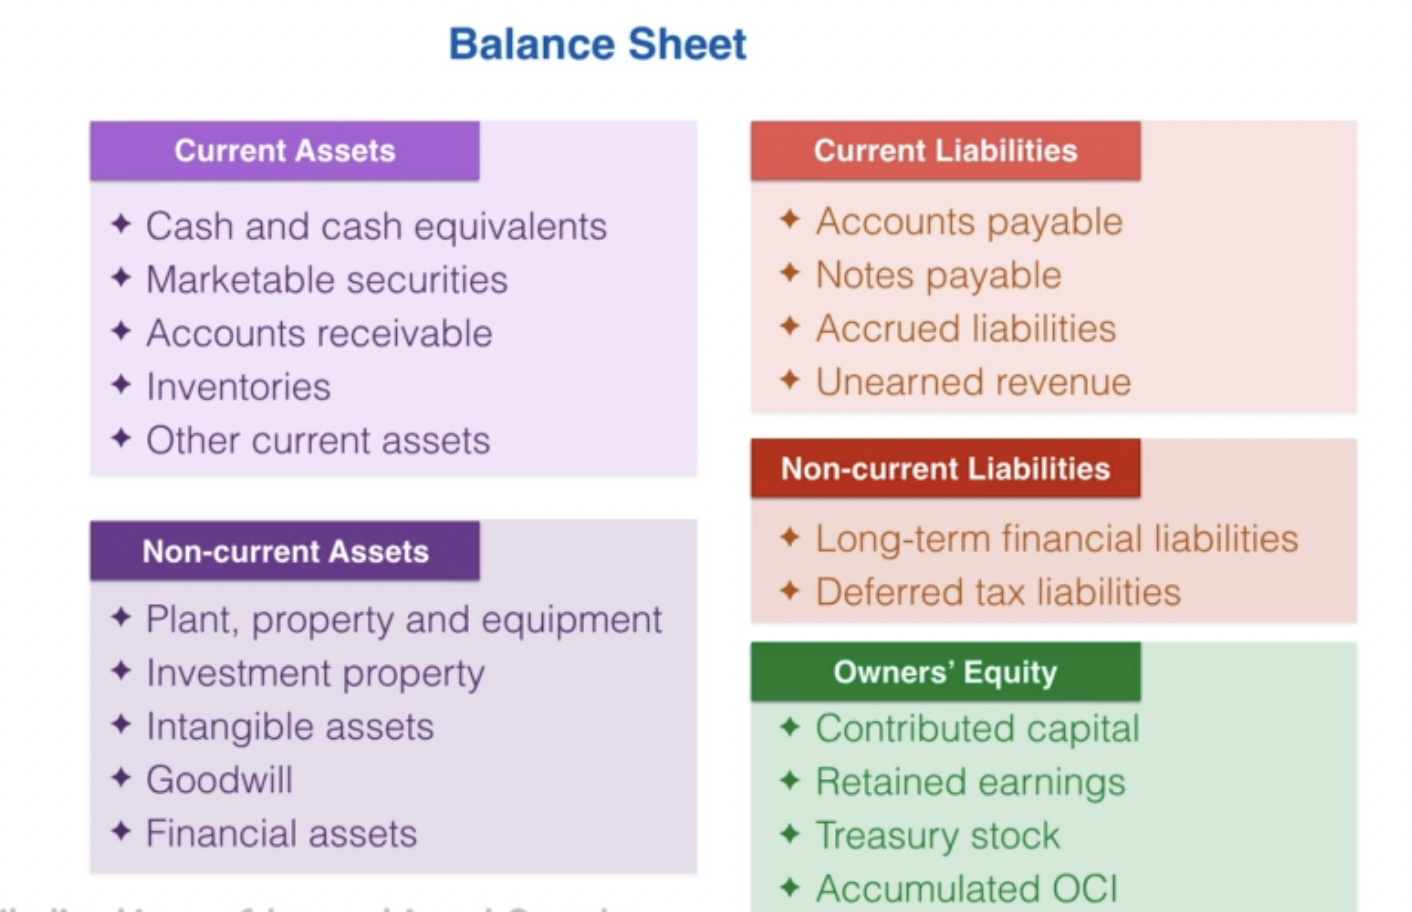 Balance Sheet
Current Assets
Cash and cash equivalents
Marketable securities
Accounts receivable
Inventories
Other current assets
Non-current Assets
Plant, property and equipment
Investment property
Intangible assets
Goodwill
Financial assets
Current Liabilities
Accounts payable
Notes payable
Accrued liabilities
Unearned revenue
Non-current Liabilities
Long-term financial liabilities
Deferred tax liabilities
Owners’ Equity
Contributed capital
Retained earnings
Treasury stock
Accumulated OCI